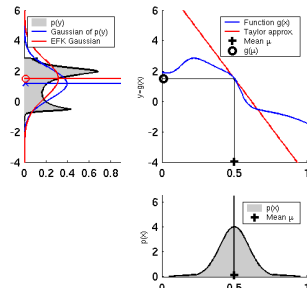 6
4
2
0
-2
-4
0 0.2 0.4 0.6 0.8
p(y)
Gaussian of p(y)
EFK Gaussian
6
4
2
0
-2
-4
0 0.5 1
y=g(x)
Function g(x)
Taylor approx.
Mean μ
g(μ)
6
4
2
0
0 0.5 1
p(x)
p(x)
Mean μ